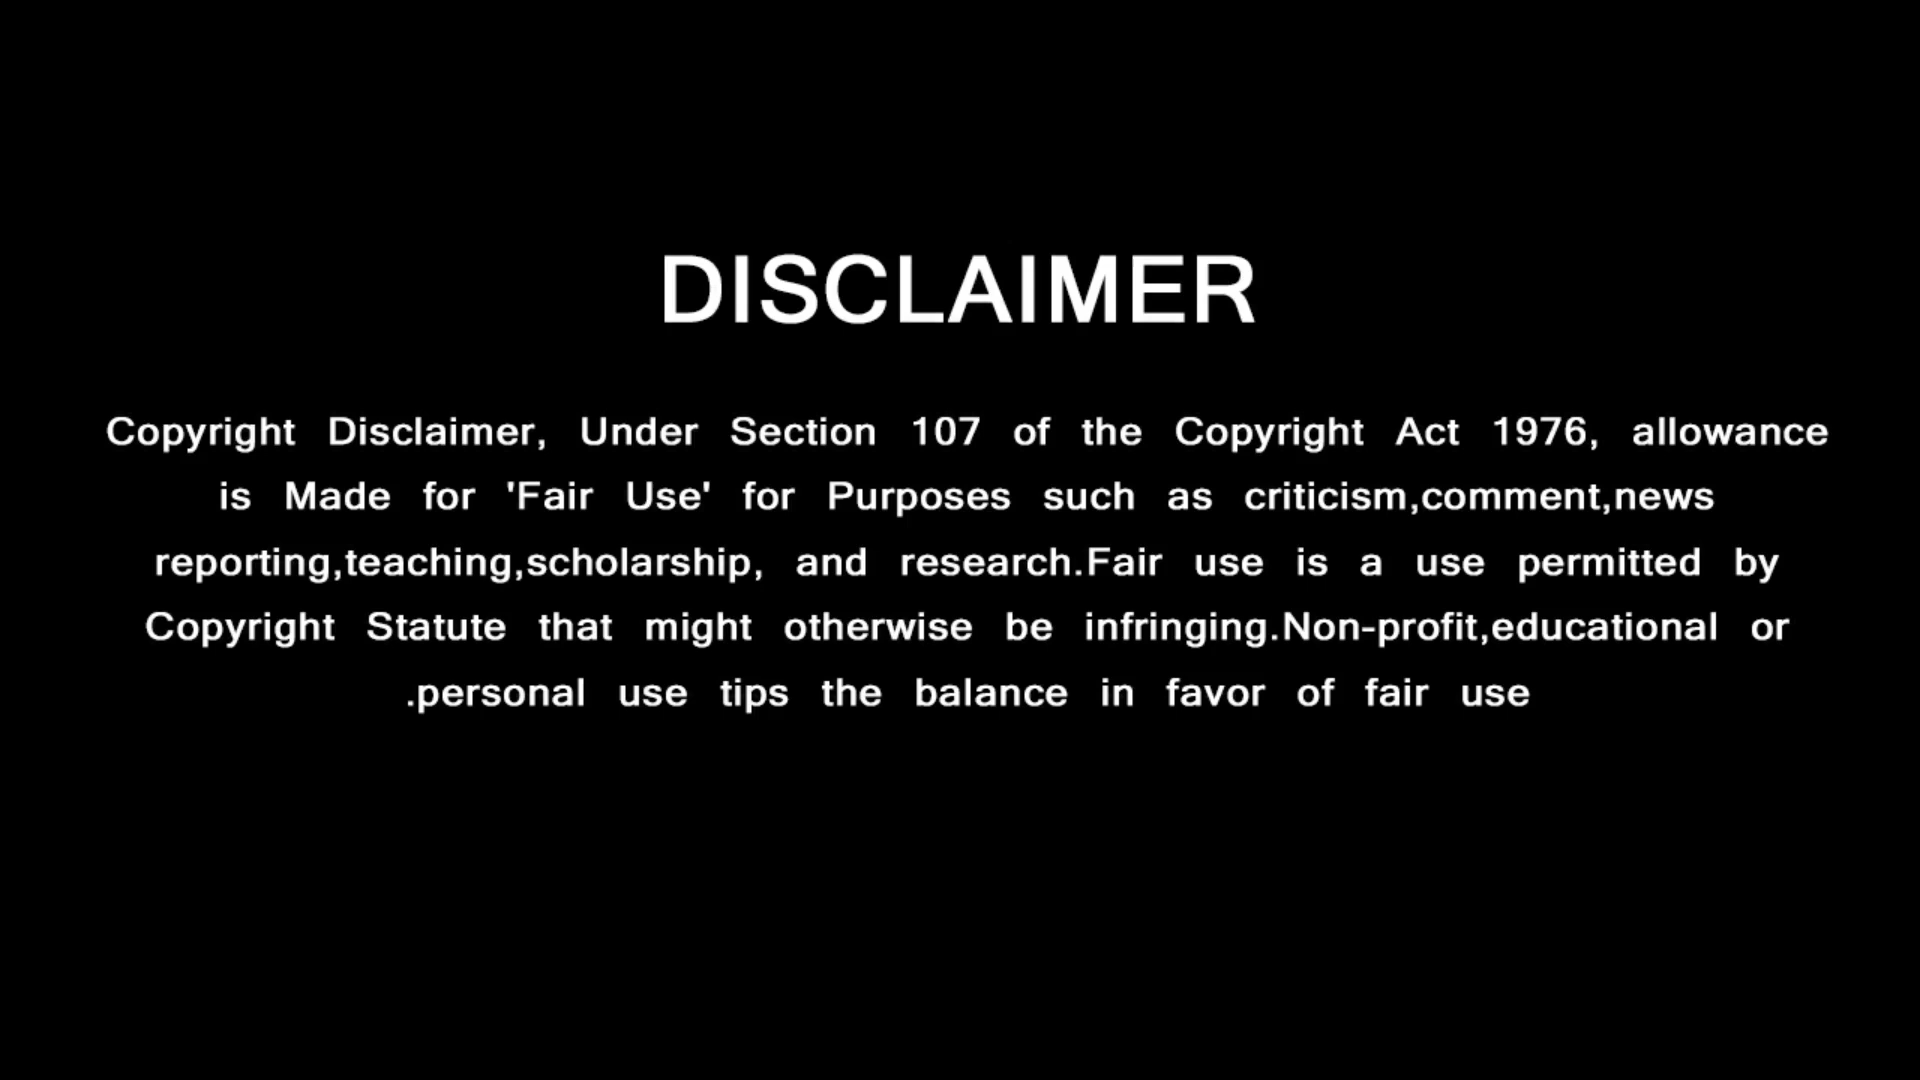 DISCLAIMER
Copyright Disclaimer, Under Section 107 of the Copyright Act 1976, allowance
is Made for 'Fair Use' for Purposes such as criticism,comment,news
reporting,teaching,scholarship, and research.Fair use is a use permitted by
Copyright Statute that might otherwise be infringing.Non-profit,educational or
.personal use tips the balance in favor of fair use